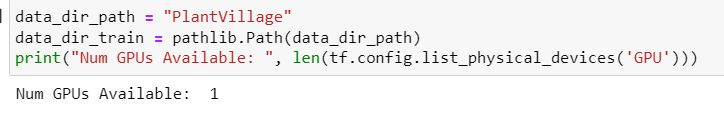 data_dir_path = "PlantVillage"
data_dir_train = pathlib.Path(data_dir_path)
print("Num GPUs Available: ", len(tf.config.list_physical_devices('GPU')))
Num GPUs Available:  1